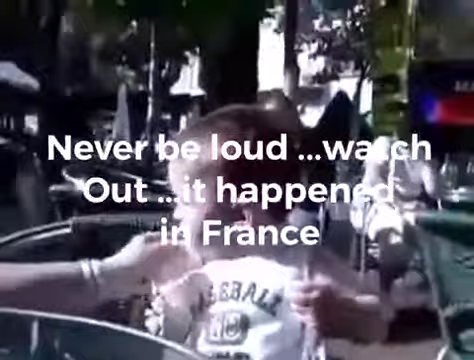 Never be loud ...watch
Out ...it happened
in France